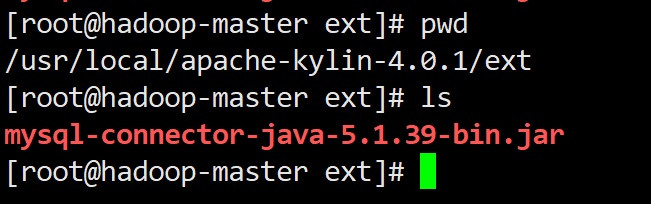 [root@hadoop-master ext]# pwd
/usr/local/apache-kylin-4.0.1/ext
[root@hadoop-master ext]# ls
mysql-connector-java-5.1.39-bin.jar
[root@hadoop-master ext]#